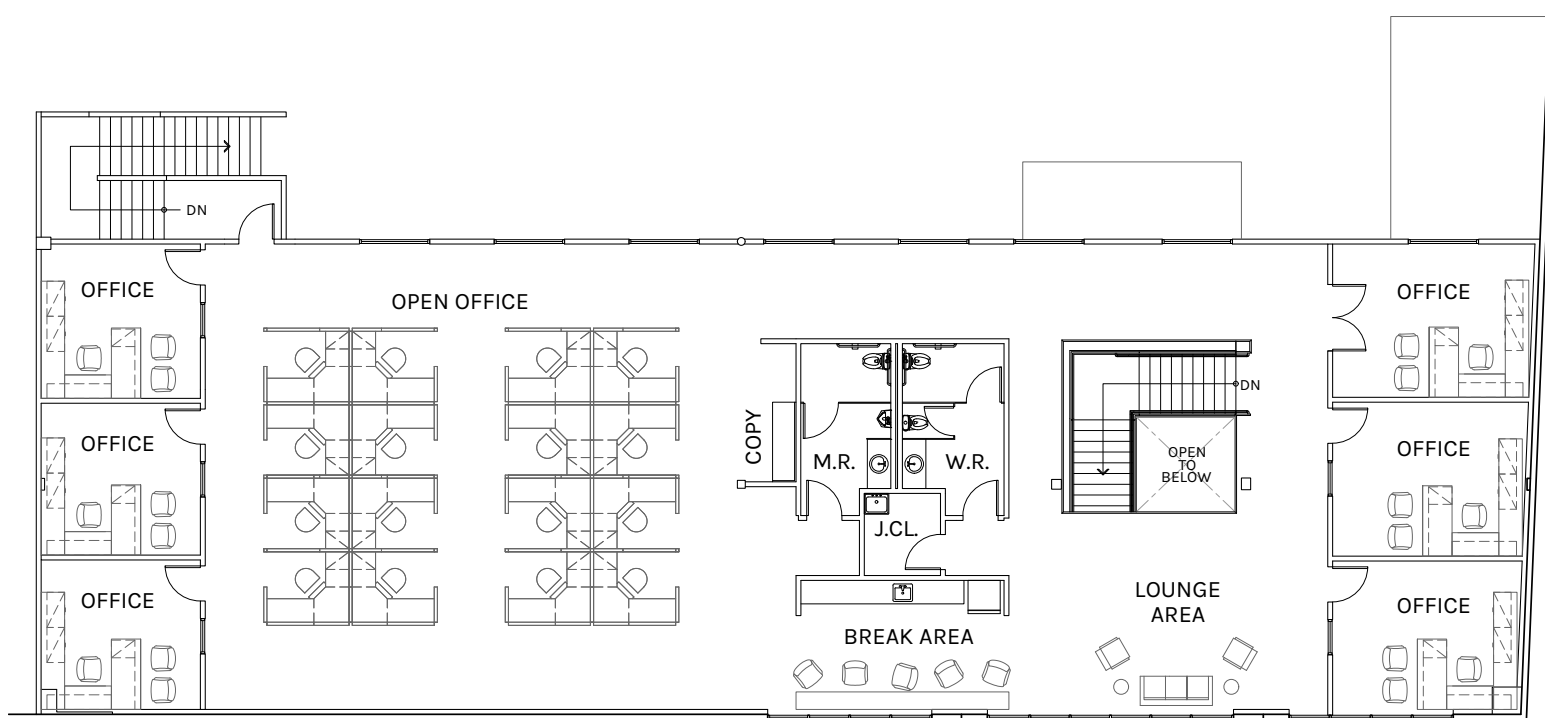 DN
OFFICE
OPEN OFFICE
OFFICE
DN
COPY
OFFICE
M.R.
W.R.
OPEN
TO
BELOW
OFFICE
J.CL.
OFFICE
BREAK AREA
LOUNGE
AREA
OFFICE